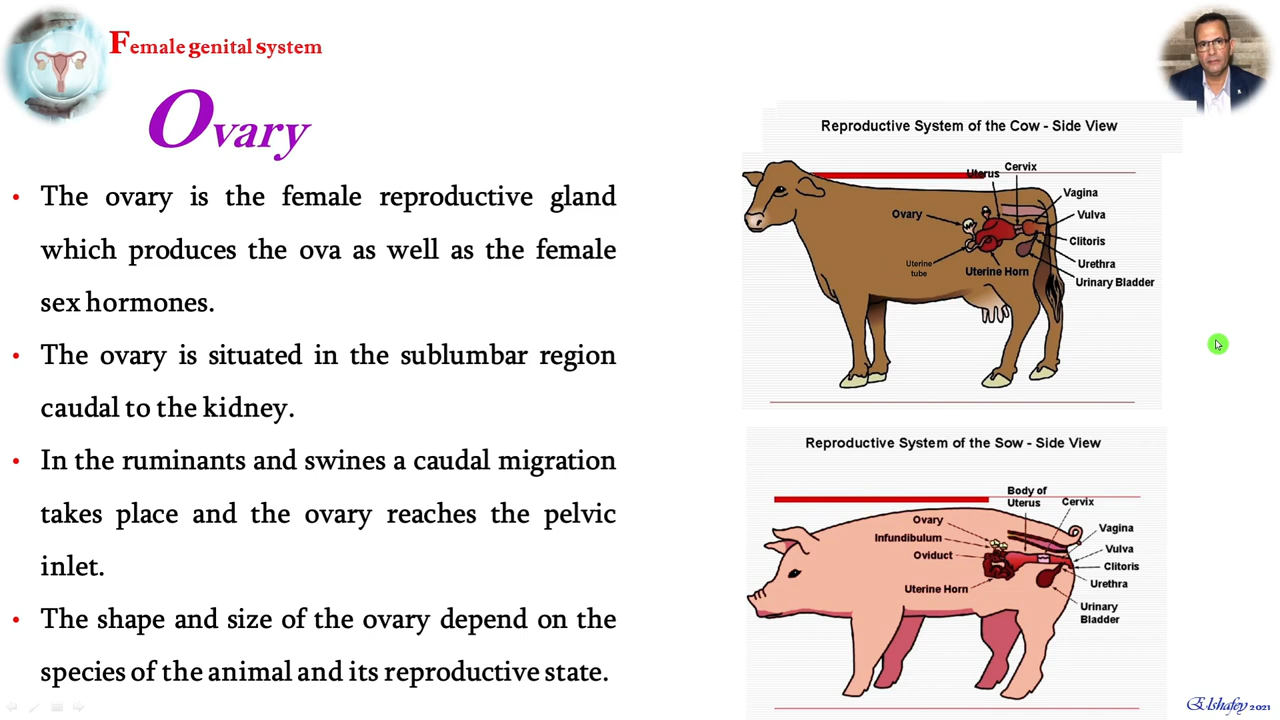 Female genital system
Ovary
• The ovary is the female reproductive gland
which produces the ova as well as the female
sex hormones.
• The ovary is situated in the sublumbar region
caudal to the kidney.
• In the ruminants and swines a caudal migration
takes place and the ovary reaches the pelvic
inlet.
• The shape and size of the ovary depend on the
species of the animal and its reproductive state.
Reproductive System of the Cow - Side View
Cervix
Uterus
Vagina
Ovary
Vulva
Clitoris
Uterine
tube
Urethra
Uterine Horn
Urinary Bladder
Reproductive System of the Sow - Side View
Body of
Uterus
Cervix
Ovary
Vagina
Infundibulum
Vulva
Oviduct
Clitoris
Urethra
Uterine Horn
Urinary
Bladder
Elshafey 2021